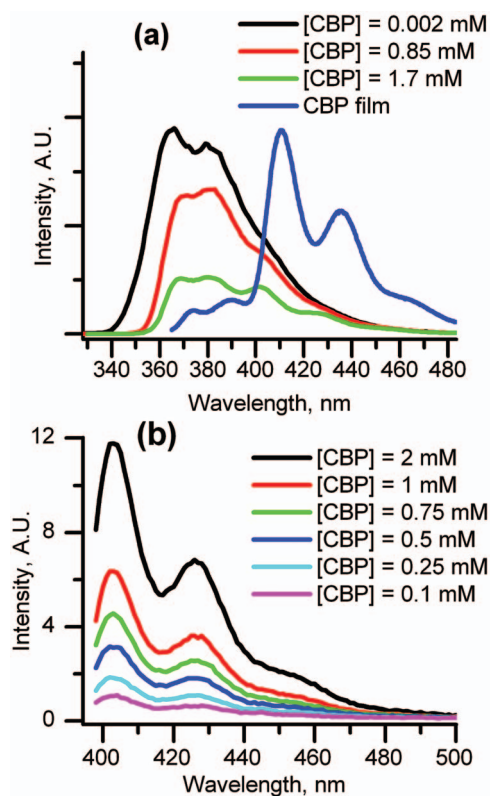 (a)
[CBP] = 0.002 mM
[CBP] = 0.85 mM
[CBP] = 1.7 mM
CBP film
Intensity, A.U.
340 360 380 400 420 440 460 480
Wavelength, nm
(b)
[CBP] = 2 mM
[CBP] = 1 mM
[CBP] = 0.75 mM
[CBP] = 0.5 mM
[CBP] = 0.25 mM
[CBP] = 0.1 mM
Intensity, A.U.
12
8
4
0
400 420 440 460 480 500
Wavelength, nm